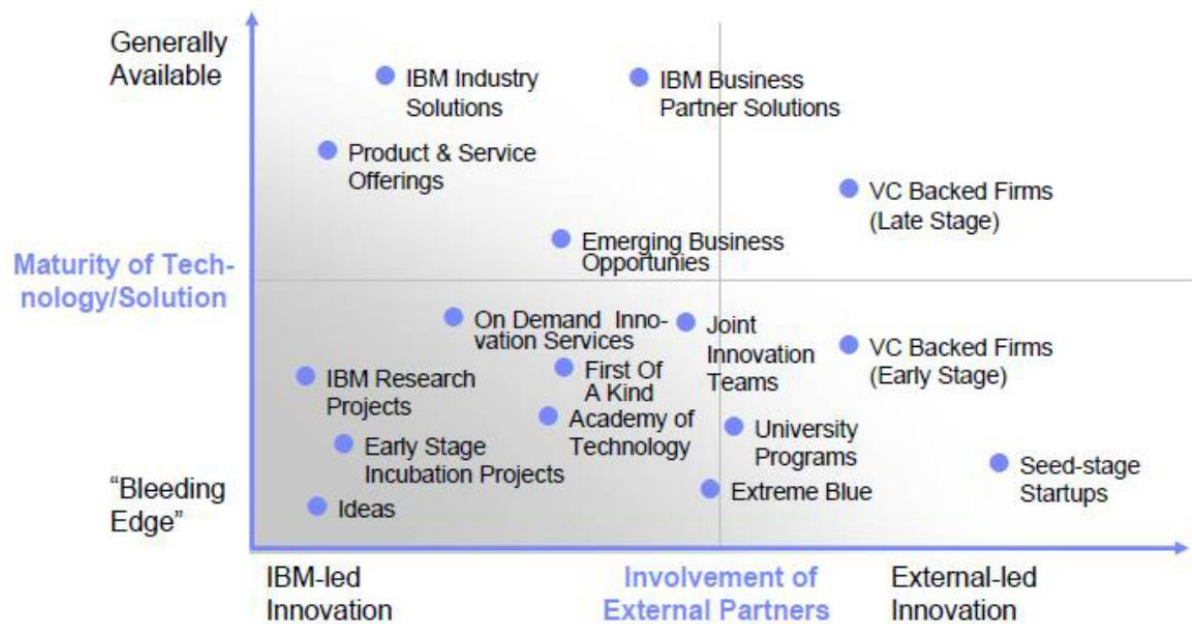 Generally
Available
IBM Industry
Solutions
IBM Business
Partner Solutions
Product & Service
Offerings
VC Backed Firms
(Late Stage)
Emerging Business
Opportunies
Maturity of Tech-
nology/Solution
On Demand Inno-
vation Services
Joint
Innovation
Teams
VC Backed Firms
(Early Stage)
First Of
A Kind
IBM Research
Projects
Academy of
Technology
University
Programs
Early Stage
Incubation Projects
Seed-stage
Startups
"Bleeding
Edge"
Ideas
Extreme Blue
IBM-led
Innovation
Involvement of
External Partners
External-led
Innovation